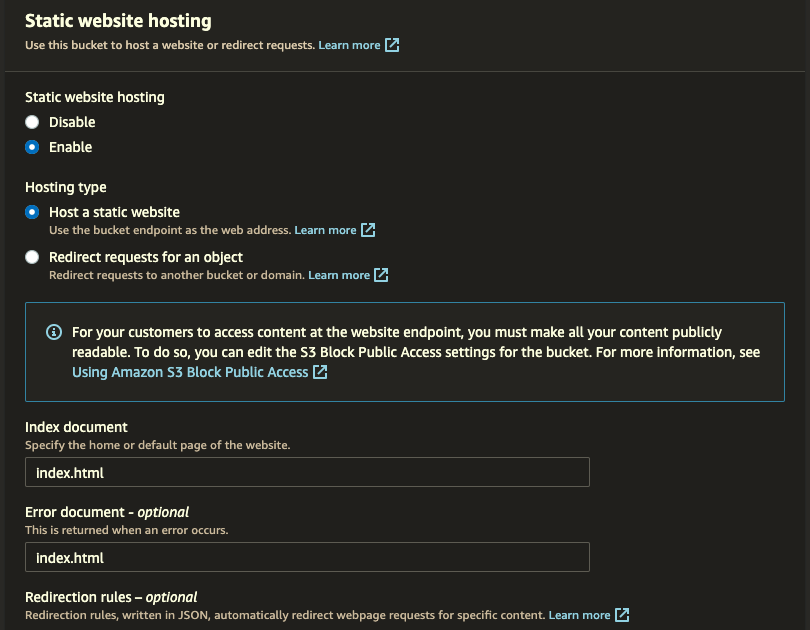 Static website hosting
Use this bucket to host a website or redirect requests. Learn more
Static website hosting
Disable
Enable
Hosting type
Host a static website
Use the bucket endpoint as the web address. Learn more
Redirect requests for an object
Redirect requests to another bucket or domain. Learn more
For your customers to access content at the website endpoint, you must make all your content publicly
readable. To do so, you can edit the S3 Block Public Access settings for the bucket. For more information, see
Using Amazon S3 Block Public Access
Index document
Specify the home or default page of the website.
index.html
Error document - optional
This is returned when an error occurs.
index.html
Redirection rules – optional
Redirection rules, written in JSON, automatically redirect webpage requests for specific content. Learn more